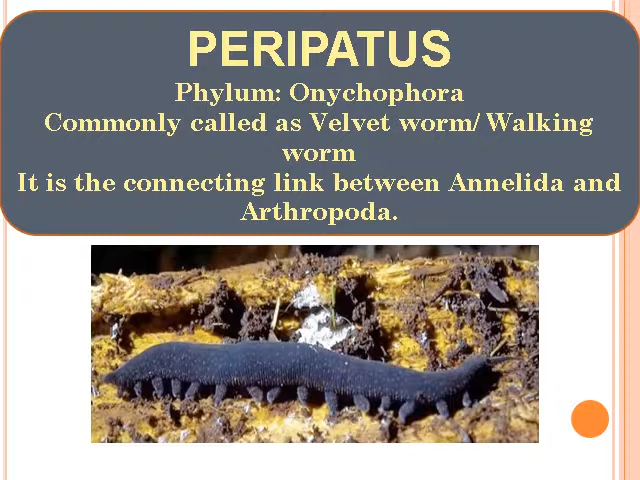 PERIPATUS
Phylum: Onychophora
Commonly called as Velvet worm/ Walking
worm
It is the connecting link between Annelida and
Arthropoda.